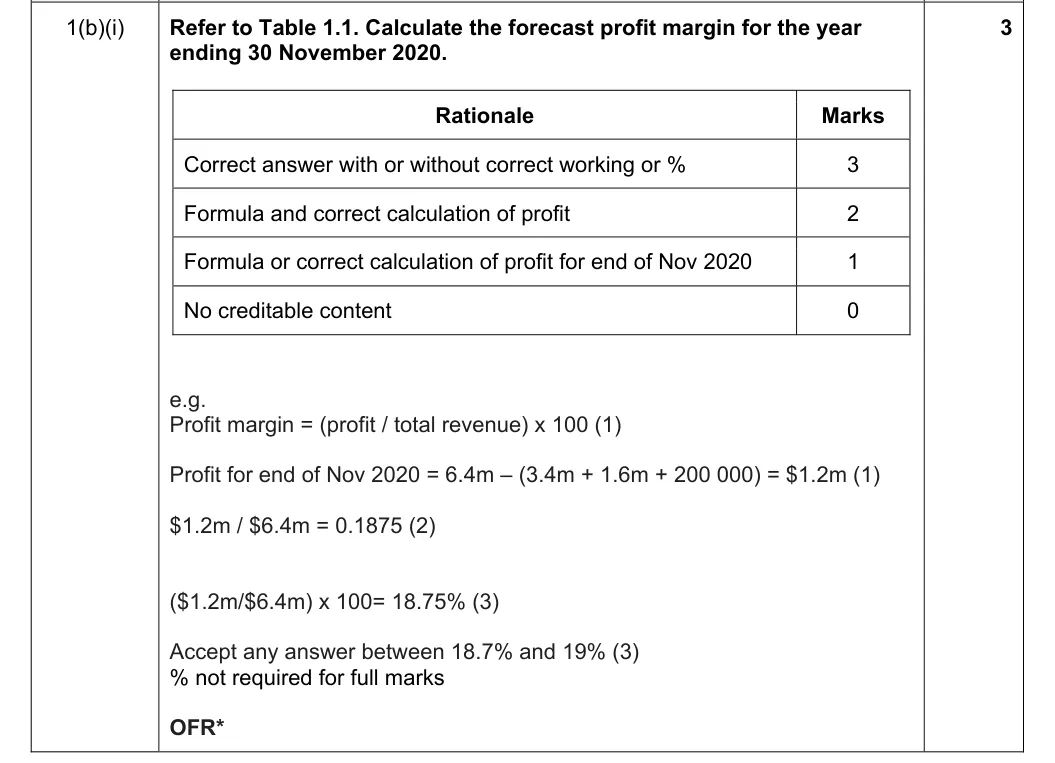 1(b)(i)
Refer to Table 1.1. Calculate the forecast profit margin for the year
ending 30 November 2020.
3
Rationale
Marks
Correct answer with or without correct working or %
3
Formula and correct calculation of profit
2
Formula or correct calculation of profit for end of Nov 2020
1
No creditable content
0
e.g.
Profit margin = (profit / total revenue) x 100 (1)
Profit for end of Nov 2020 = 6.4m – (3.4m + 1.6m + 200 000) = $1.2m (1)
$1.2m / $6.4m = 0.1875 (2)
($1.2m/$6.4m) x 100= 18.75% (3)
Accept any answer between 18.7% and 19% (3)
% not required for full marks
OFR*